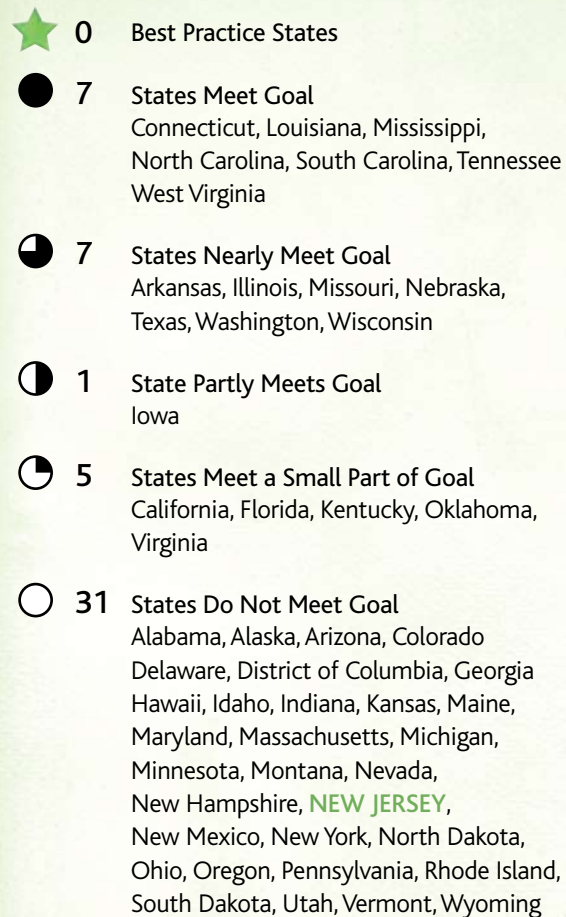 0 Best Practice States
7 States Meet Goal
Connecticut, Louisiana, Mississippi,
North Carolina, South Carolina, Tennessee
West Virginia
7 States Nearly Meet Goal
Arkansas, Illinois, Missouri, Nebraska,
Texas, Washington, Wisconsin
1 State Partly Meets Goal
Iowa
5 States Meet a Small Part of Goal
California, Florida, Kentucky, Oklahoma,
Virginia
31 States Do Not Meet Goal
Alabama, Alaska, Arizona, Colorado
Delaware, District of Columbia, Georgia
Hawaii, Idaho, Indiana, Kansas, Maine,
Maryland, Massachusetts, Michigan,
Minnesota, Montana, Nevada,
New Hampshire, NEW JERSEY,
New Mexico, New York, North Dakota,
Ohio, Oregon, Pennsylvania, Rhode Island,
South Dakota, Utah, Vermont, Wyoming